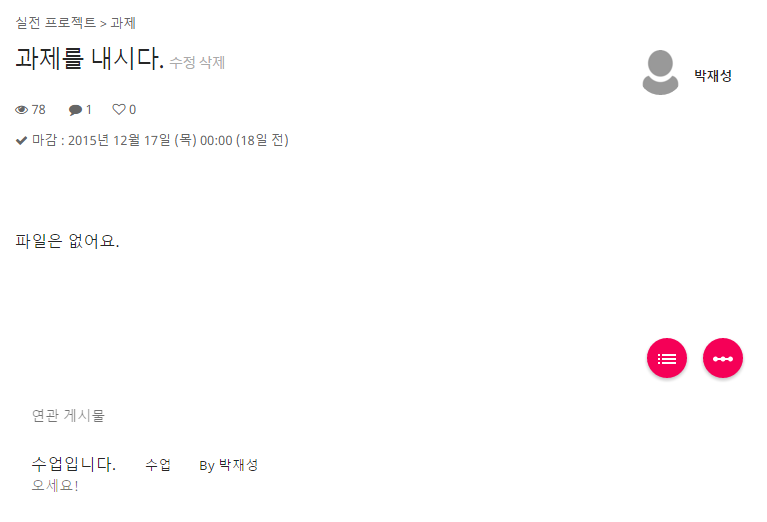 실전 프로젝트 > 과제
과제를 내시다. 수정 삭제
박재성
78 1 0
마감 : 2015년 12월 17일 (목) 00:00 (18일 전)
파일은 없어요.
연관 게시물
수업입니다. 수업 By 박재성
오세요!